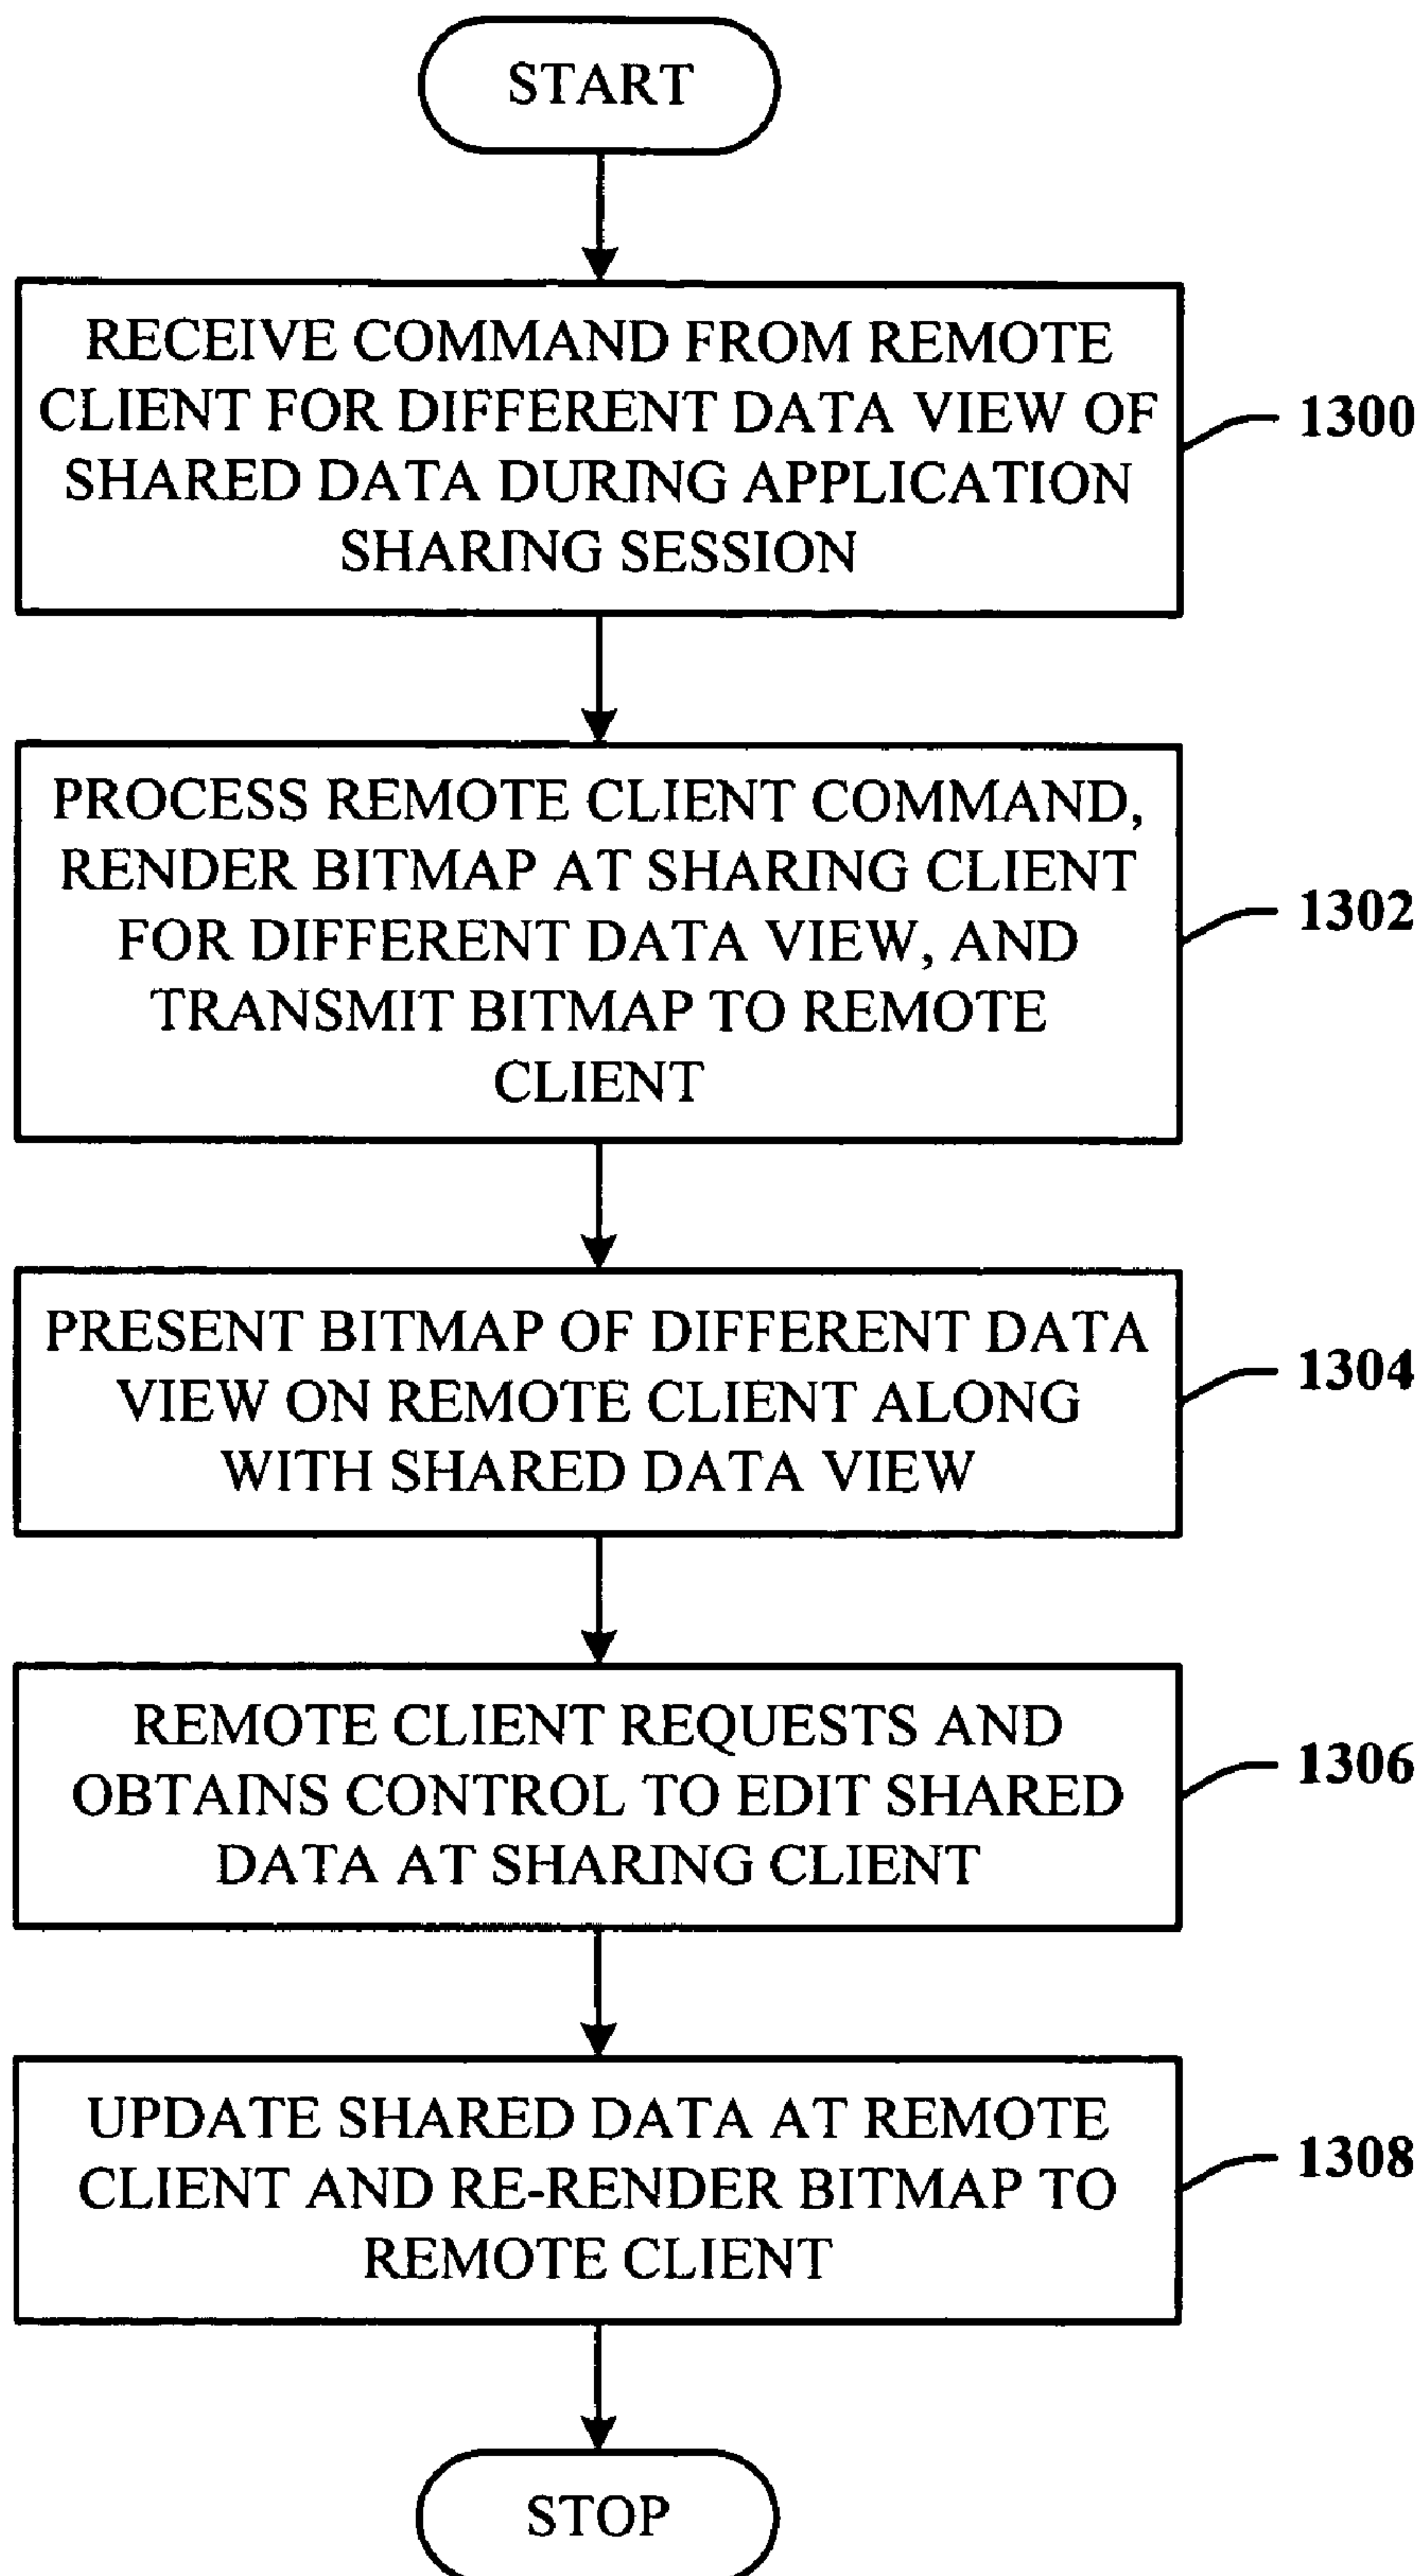 START
RECEIVE COMMAND FROM REMOTE
CLIENT FOR DIFFERENT DATA VIEW OF
SHARED DATA DURING APPLICATION
SHARING SESSION
1300
PROCESS REMOTE CLIENT COMMAND,
RENDER BITMAP AT SHARING CLIENT
FOR DIFFERENT DATA VIEW, AND
TRANSMIT BITMAP TO REMOTE
CLIENT
1302
PRESENT BITMAP OF DIFFERENT DATA
VIEW ON REMOTE CLIENT ALONG
WITH SHARED DATA VIEW
1304
REMOTE CLIENT REQUESTS AND
OBTAINS CONTROL TO EDIT SHARED
DATA AT SHARING CLIENT
1306
UPDATE SHARED DATA AT REMOTE
CLIENT AND RE-RENDER BITMAP TO
REMOTE CLIENT
1308
STOP